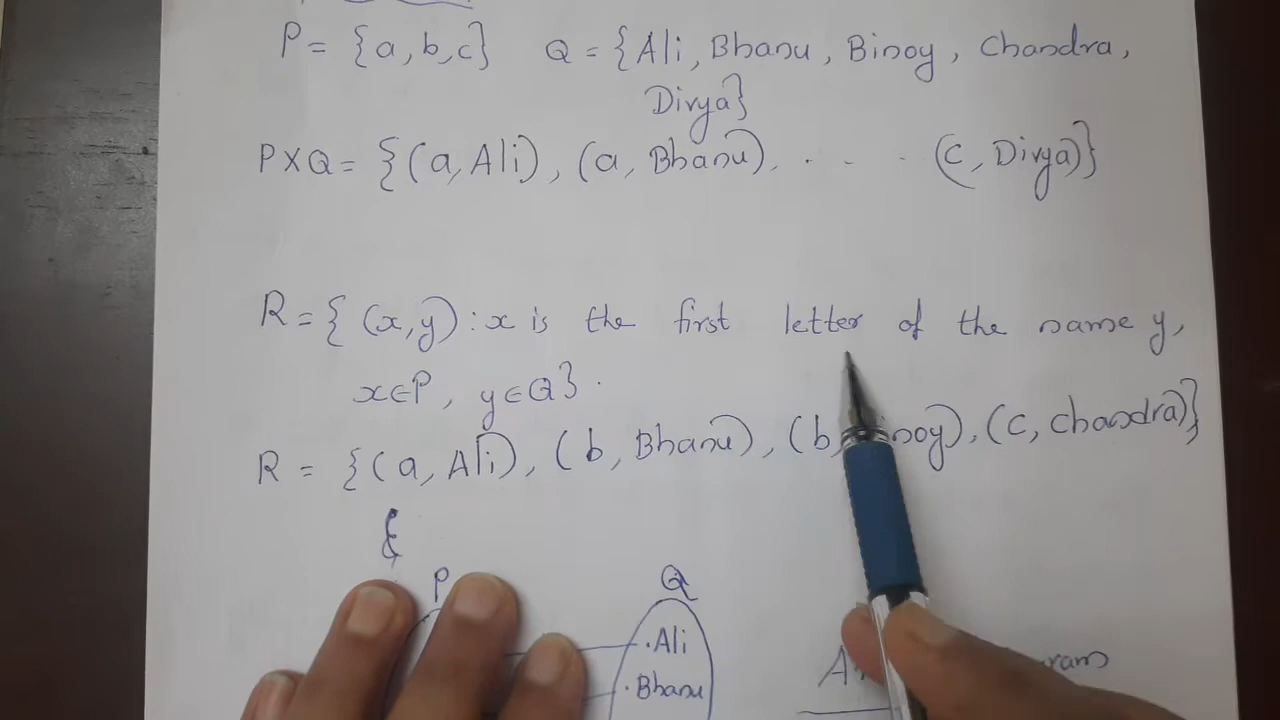 P = {a, b, c} Q = {Ali, Bhanu, Binoy, Chandra,
Divya}
P X Q = {(a, Ali), (a, Bhanu), . . . (c, Divya)}
R = { (x, y) : x is the first letter of the name y,
x ∈ P, y ∈ Q}.
R = {(a, Ali), (b, Bhanu), (b, inoy), (c, Chandra)}
{
P Q
.Ali
.Bhanu